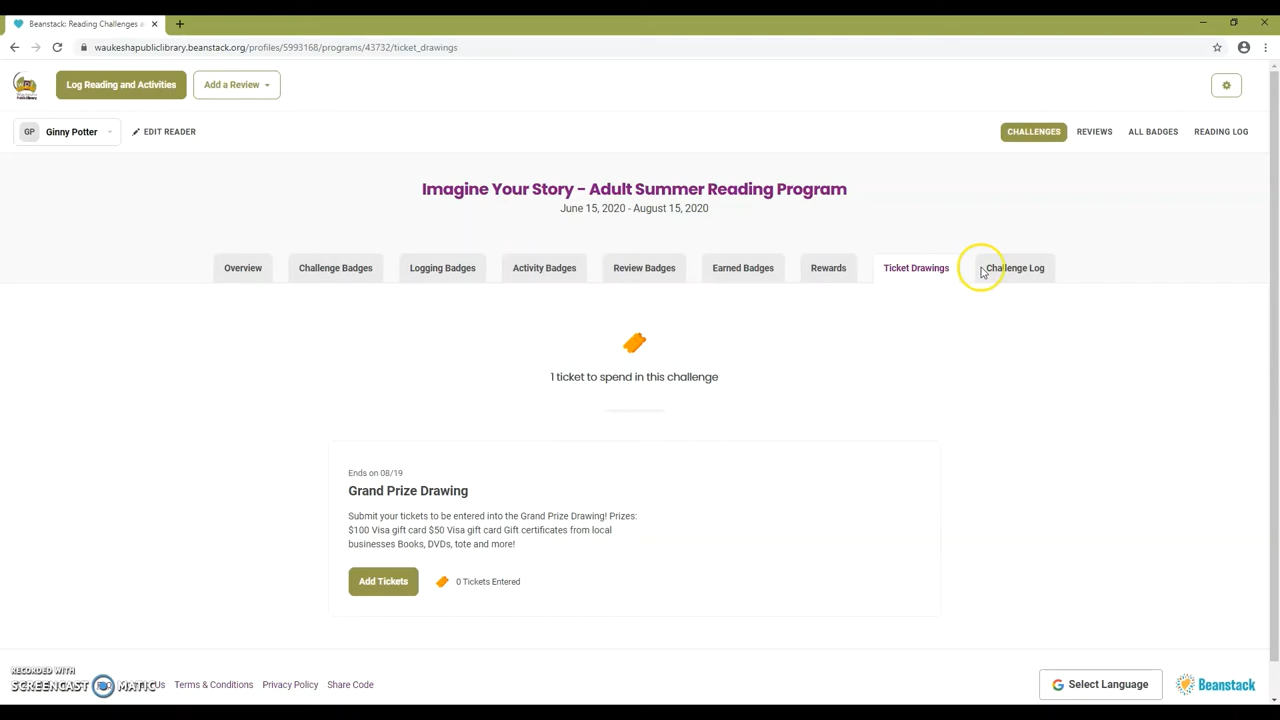 Beanstack: Reading Challenges a
waukeshapubliclibrary.beanstack.org/profiles/5993168/programs/43732/ticket_drawings
Log Reading and Activities
Add a Review
GP Ginny Potter
EDIT READER
CHALLENGES
REVIEWS
ALL BADGES
READING LOG
Imagine Your Story - Adult Summer Reading Program
June 15, 2020 - August 15, 2020
Overview
Challenge Badges
Logging Badges
Activity Badges
Review Badges
Earned Badges
Rewards
Ticket Drawings
Challenge Log
1 ticket to spend in this challenge
Ends on 08/19
Grand Prize Drawing
Submit your tickets to be entered into the Grand Prize Drawing! Prizes:
$100 Visa gift card $50 Visa gift card Gift certificates from local
businesses Books, DVDs, tote and more!
Add Tickets
0 Tickets Entered
RECORDED WITH
SCREENCAST MATIC
Us
Terms & Conditions
Privacy Policy
Share Code
Select Language
Beanstack